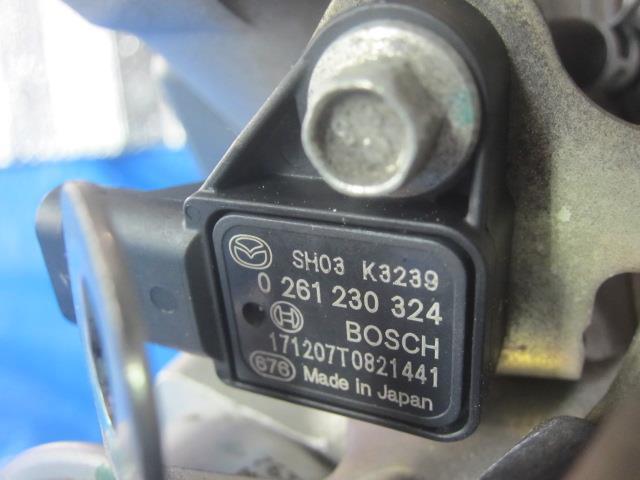 SH03 K3239
0 261 230 324
BOSCH
171207T0821441
676 Made in Japan